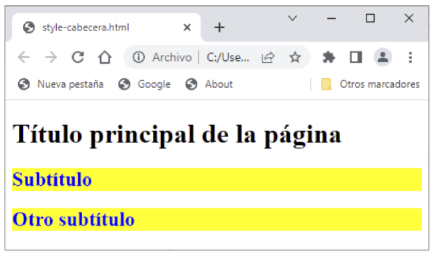 style-cabecera.html
Archivo C:/Use...
Nueva pestaña Google About Otros marcadores
Título principal de la página
Subtítulo
Otro subtítulo